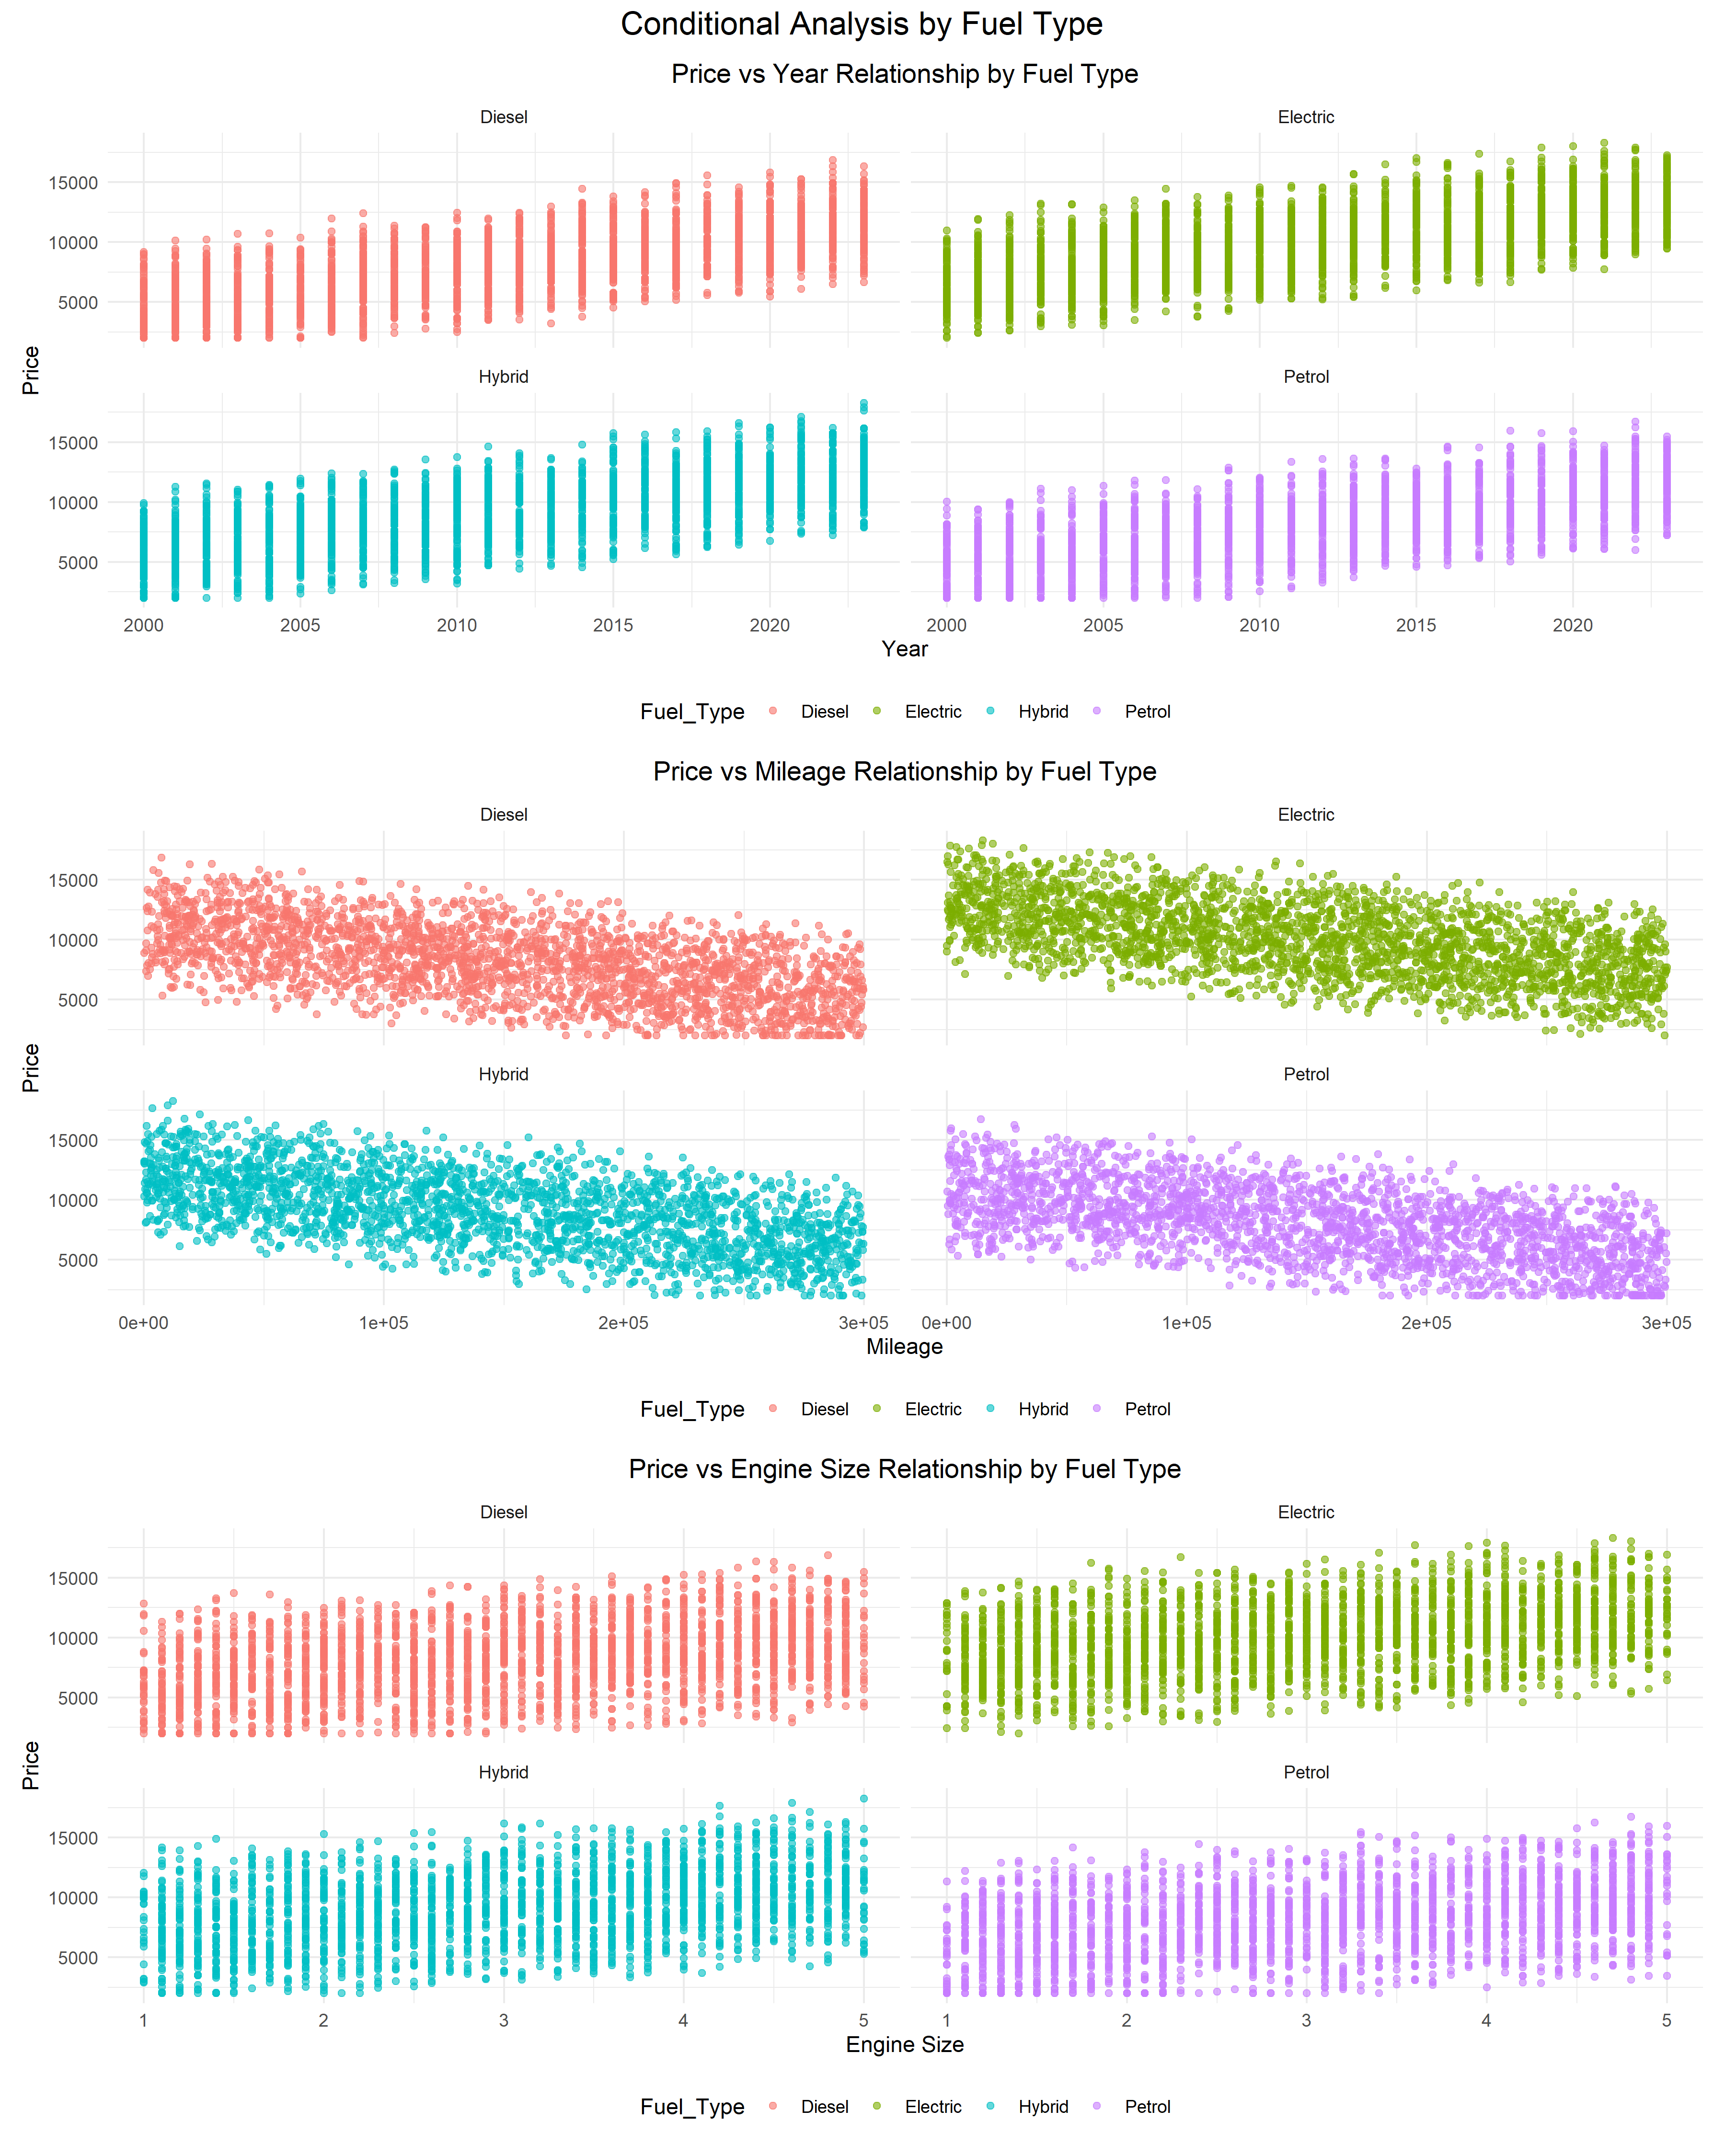 Conditional Analysis by Fuel Type
Price vs Year Relationship by Fuel Type
Diesel Electric
15000
10000
5000
Price
Hybrid Petrol
15000
10000
5000
2000 2005 2010 2015 2020 2000 2005 2010 2015 2020
Year
Fuel_Type Diesel Electric Hybrid Petrol
Price vs Mileage Relationship by Fuel Type
Diesel Electric
15000
10000
5000
Price
Hybrid Petrol
15000
10000
5000
0e+00 1e+05 2e+05 3e+05 0e+00 1e+05 2e+05 3e+05
Mileage
Fuel_Type Diesel Electric Hybrid Petrol
Price vs Engine Size Relationship by Fuel Type
Diesel Electric
15000
10000
5000
Price
Hybrid Petrol
15000
10000
5000
1 2 3 4 5 1 2 3 4 5
Engine Size
Fuel_Type Diesel Electric Hybrid Petrol